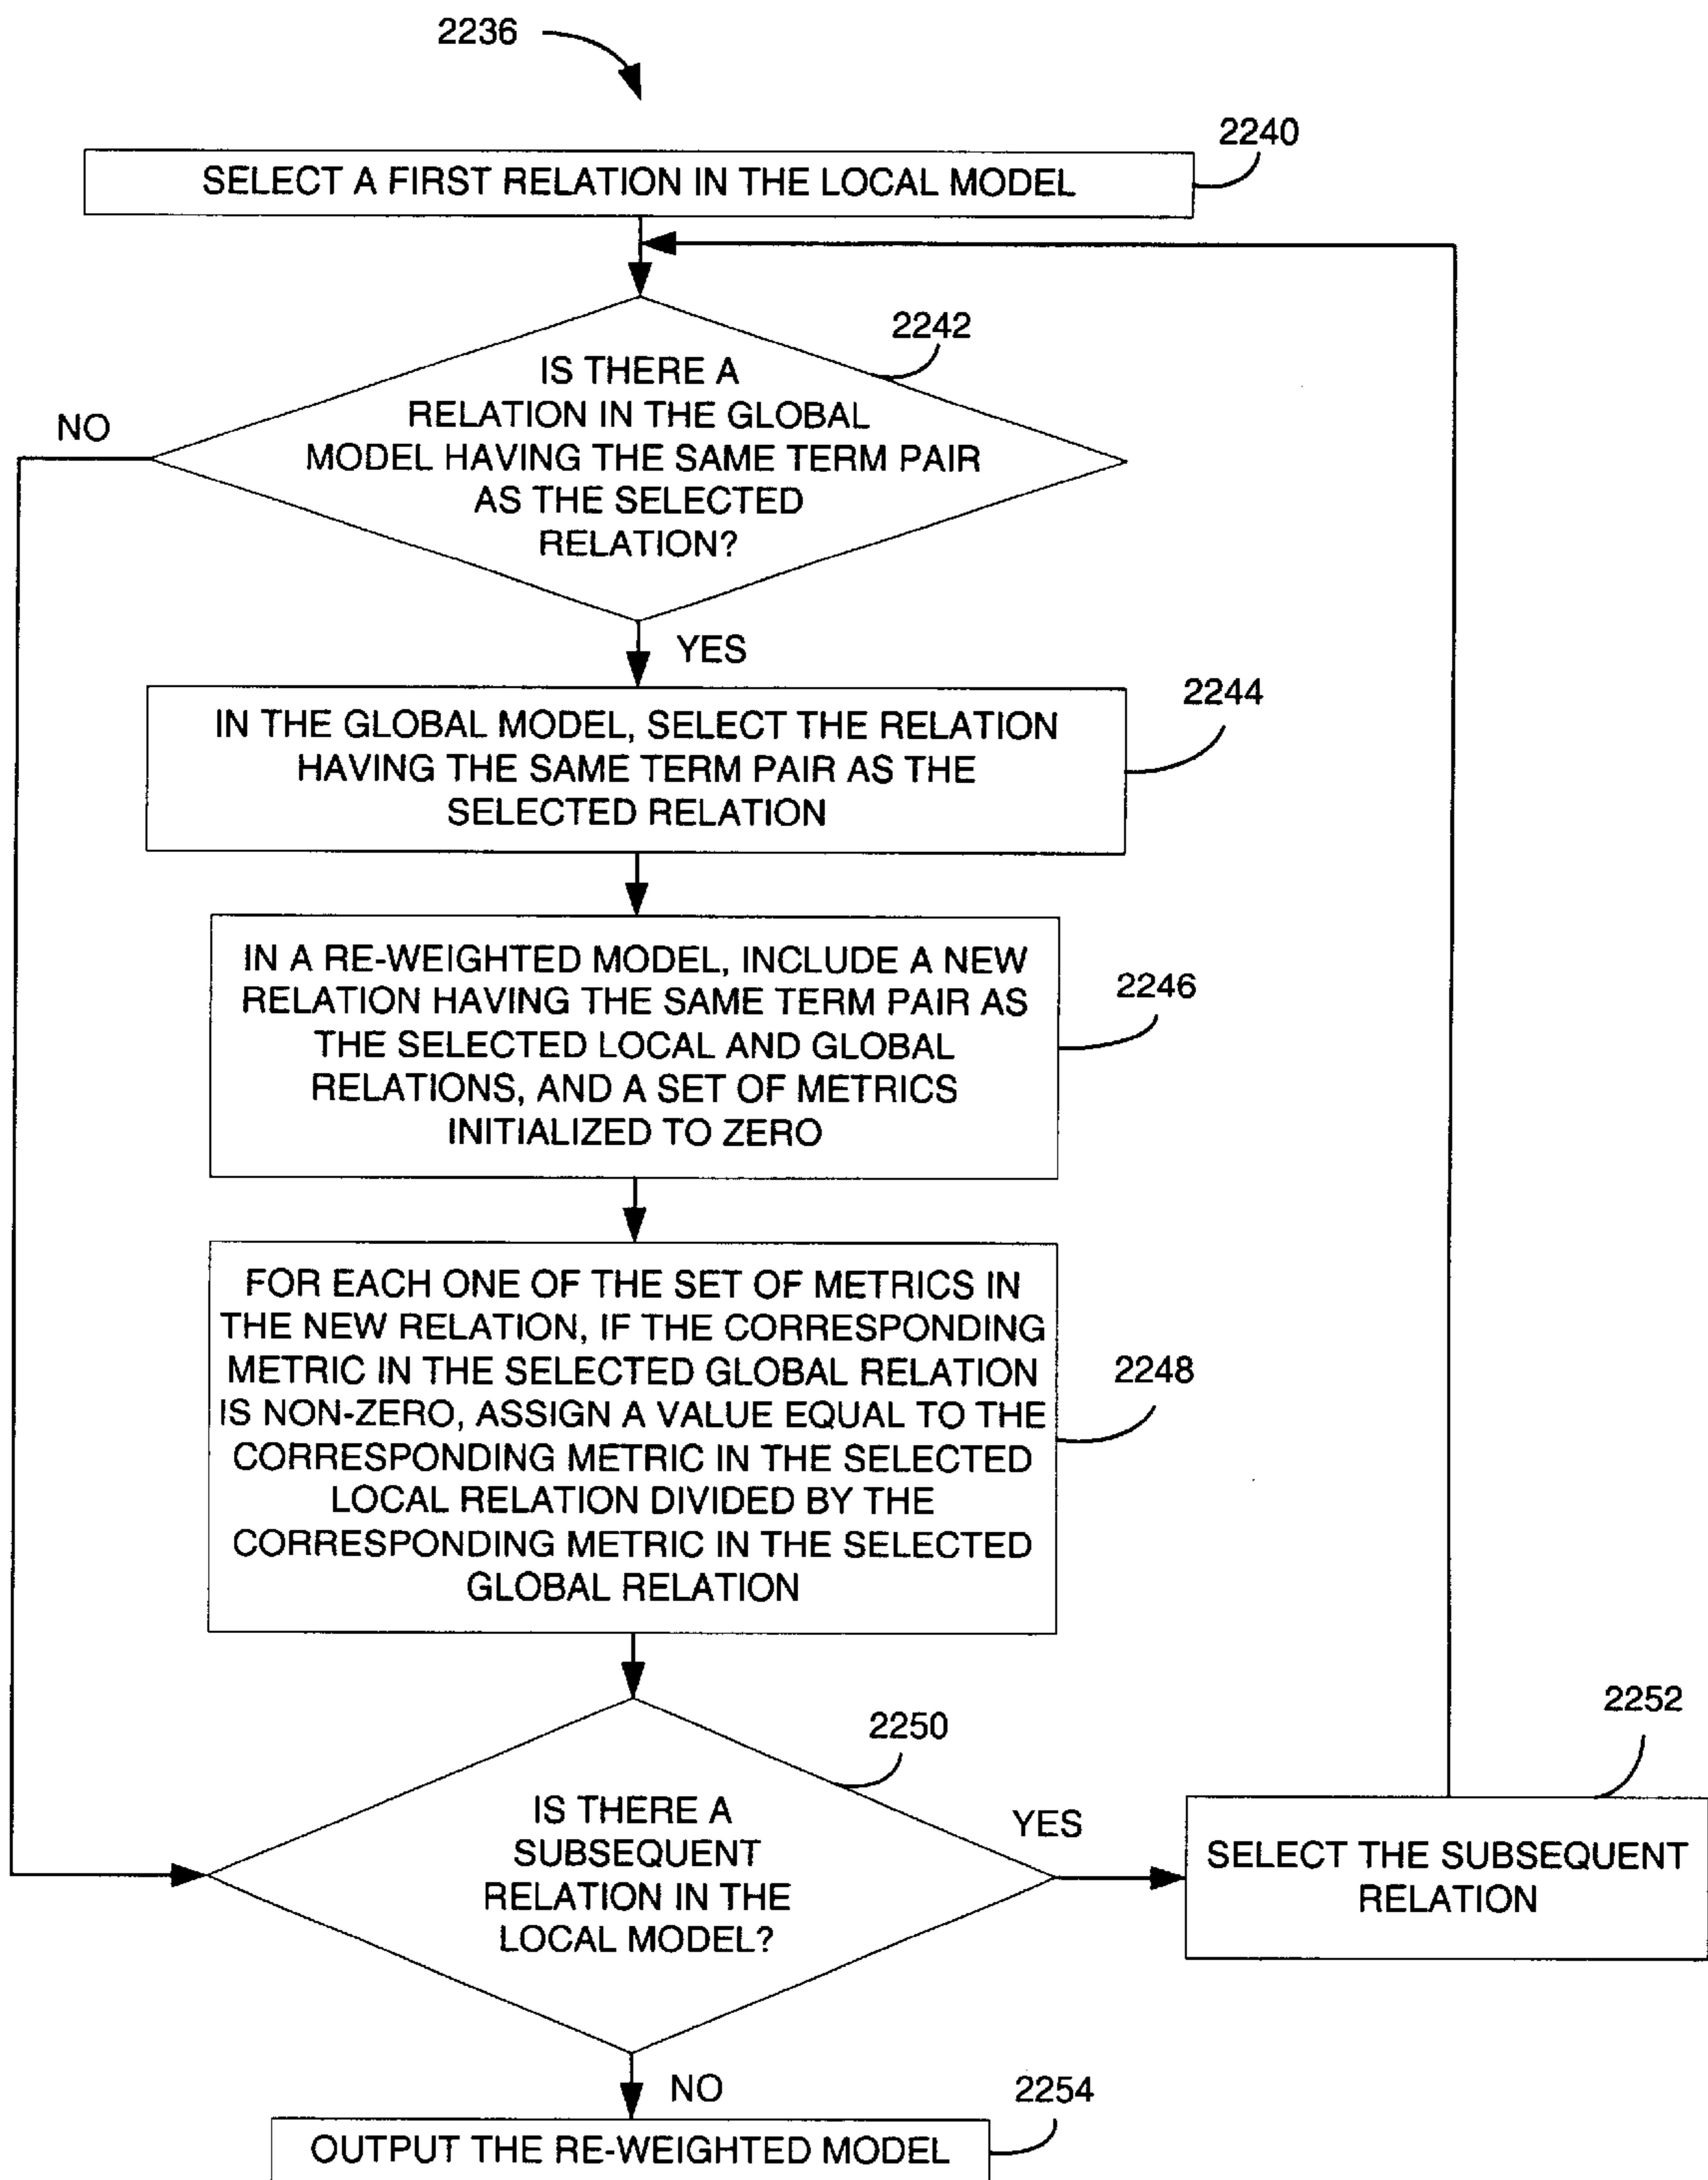 2236
2240
SELECT A FIRST RELATION IN THE LOCAL MODEL
2242
IS THERE A
RELATION IN THE GLOBAL
MODEL HAVING THE SAME TERM PAIR
AS THE SELECTED
RELATION?
NO
YES
2244
IN THE GLOBAL MODEL, SELECT THE RELATION
HAVING THE SAME TERM PAIR AS THE
SELECTED RELATION
2246
IN A RE-WEIGHTED MODEL, INCLUDE A NEW
RELATION HAVING THE SAME TERM PAIR AS
THE SELECTED LOCAL AND GLOBAL
RELATIONS, AND A SET OF METRICS
INITIALIZED TO ZERO
2248
FOR EACH ONE OF THE SET OF METRICS IN
THE NEW RELATION, IF THE CORRESPONDING
METRIC IN THE SELECTED GLOBAL RELATION
IS NON-ZERO, ASSIGN A VALUE EQUAL TO THE
CORRESPONDING METRIC IN THE SELECTED
LOCAL RELATION DIVIDED BY THE
CORRESPONDING METRIC IN THE SELECTED
GLOBAL RELATION
2250
IS THERE A
SUBSEQUENT
RELATION IN THE
LOCAL MODEL?
YES
2252
SELECT THE SUBSEQUENT
RELATION
NO
2254
OUTPUT THE RE-WEIGHTED MODEL